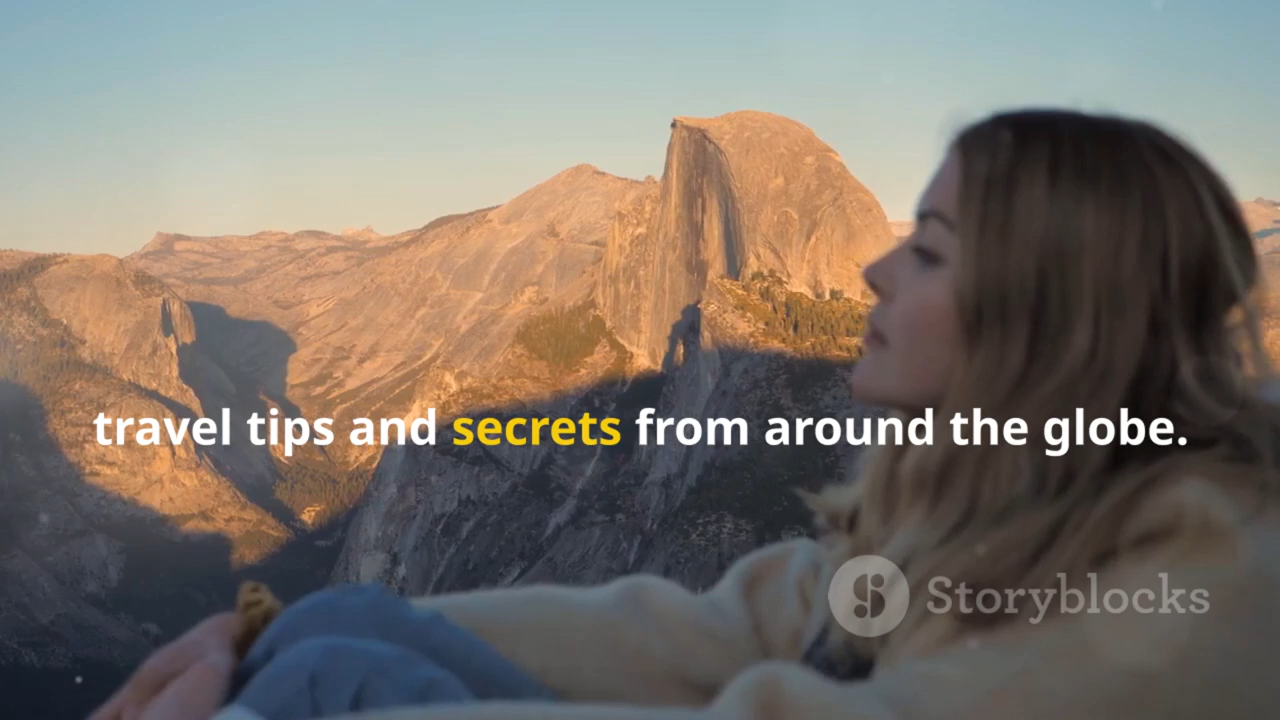 travel tips and secrets from around the globe.
Storyblocks